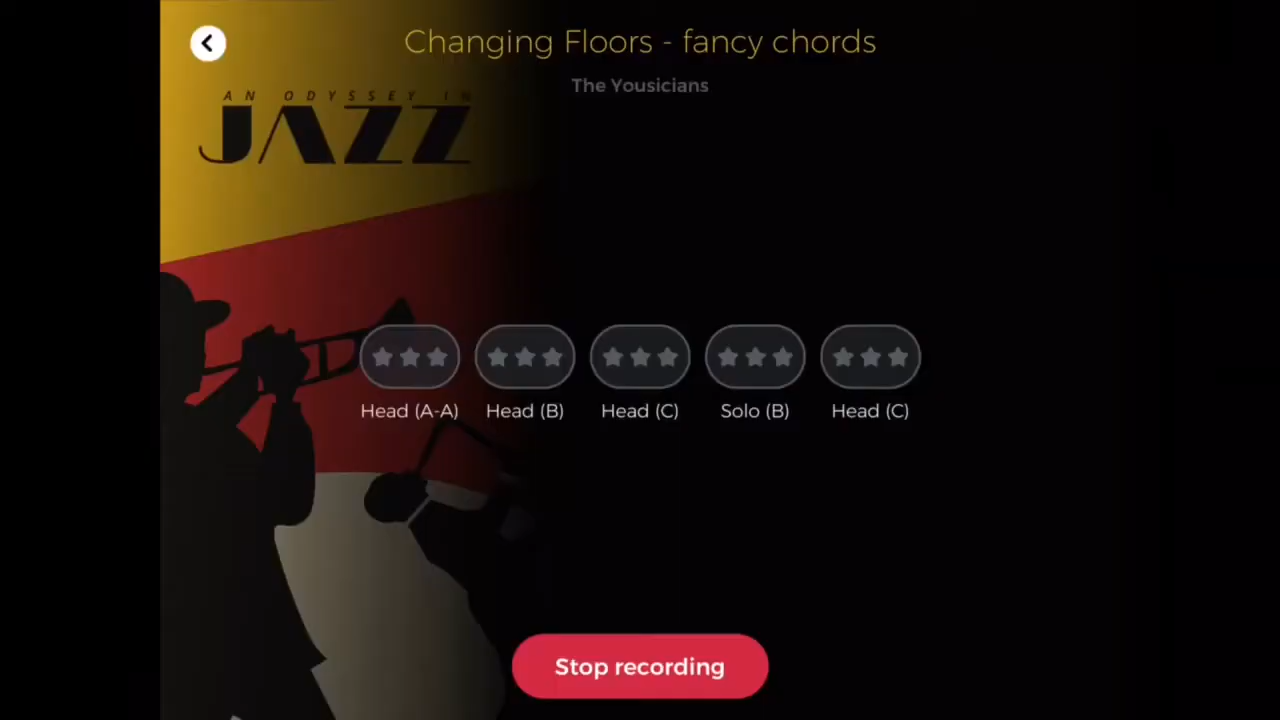 Changing Floors - fancy chords
The Yousicians
AN ODYSSEY IN
JAZZ
Head (A-A) Head (B) Head (C) Solo (B) Head (C)
Stop recording